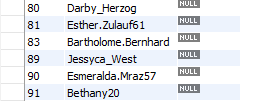 80 Darby_Herzog NULL
81 Esther.Zulauf61 NULL
83 Bartholome.Bernhard NULL
89 Jessyca_West NULL
90 Esmeralda.Mraz57 NULL
91 Bethany20 NULL